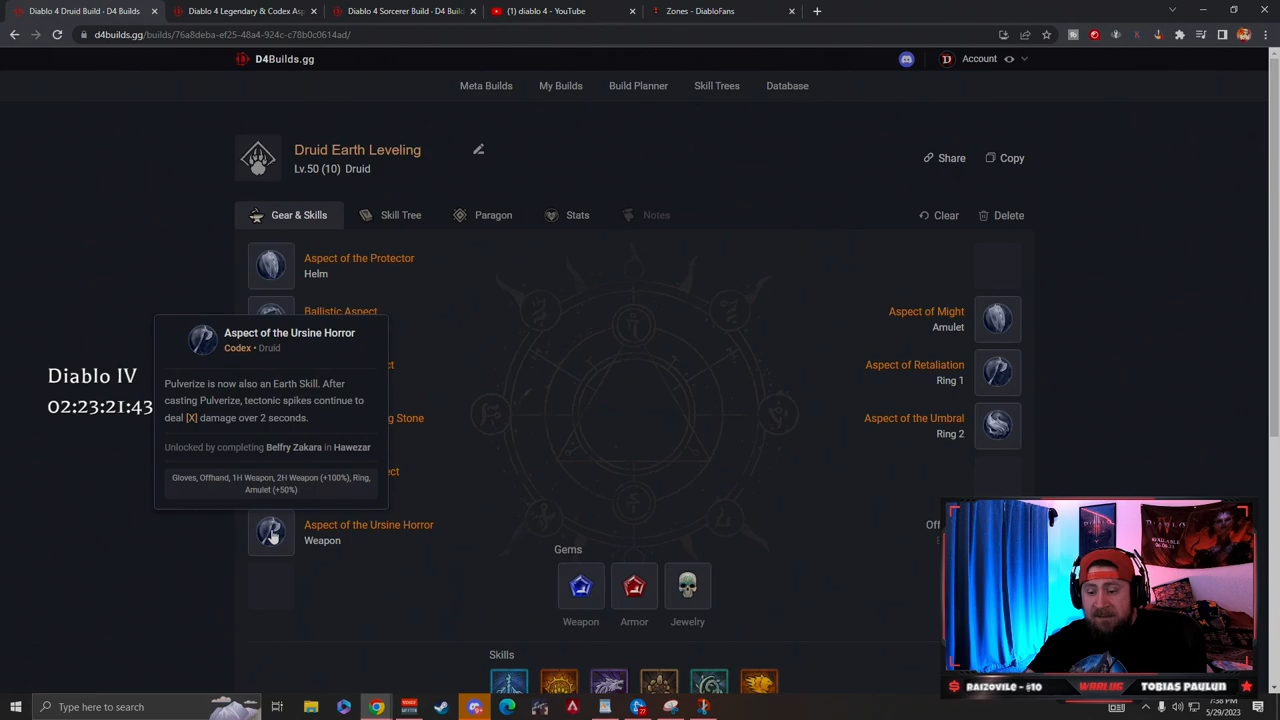 Diablo 4 Druid Build - D4 Builds
Diablo 4 Legendary & Codex Asp
Diablo 4 Sorcerer Build - D4 Buil
(1) diablo 4 - YouTube
Zones - DiabloFans
d4builds.gg/builds/76a8deba-ef25-48a4-924c-c78b0c0614ad/
D4Builds.gg
Account
Meta Builds
My Builds
Build Planner
Skill Trees
Database
Druid Earth Leveling
Lv.50 (10) Druid
Share
Copy
Gear & Skills
Skill Tree
Paragon
Stats
Notes
Clear
Delete
Aspect of the Protector
Helm
Ballistic Aspect
Aspect of Might
Amulet
Aspect of the Ursine Horror
Codex • Druid
Aspect of Retaliation
Ring 1
Diablo IV
02:23:21:43
Pulverize is now also an Earth Skill. After
casting Pulverize, tectonic spikes continue to
deal [X] damage over 2 seconds.
g Stone
Aspect of the Umbral
Ring 2
Unlocked by completing Belfry Zakara in Hawezar
Gloves, Offhand, 1H Weapon, 2H Weapon (+100%), Ring,
Amulet (+50%)
Aspect of the Ursine Horror
Weapon
Off
Gems
Weapon
Armor
Jewelry
Skills
AVAILABLE
06.06.23
RAIZOVILE - #10
WARLUG
TOBIAS PAULUN
Type here to search
7:38 PM
5/29/2023